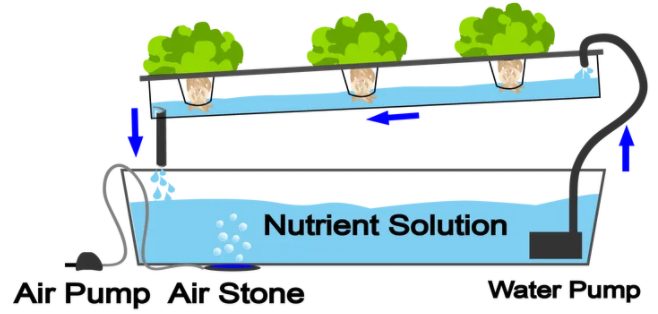 Nutrient Solution
Air Pump
Air Stone
Water Pump